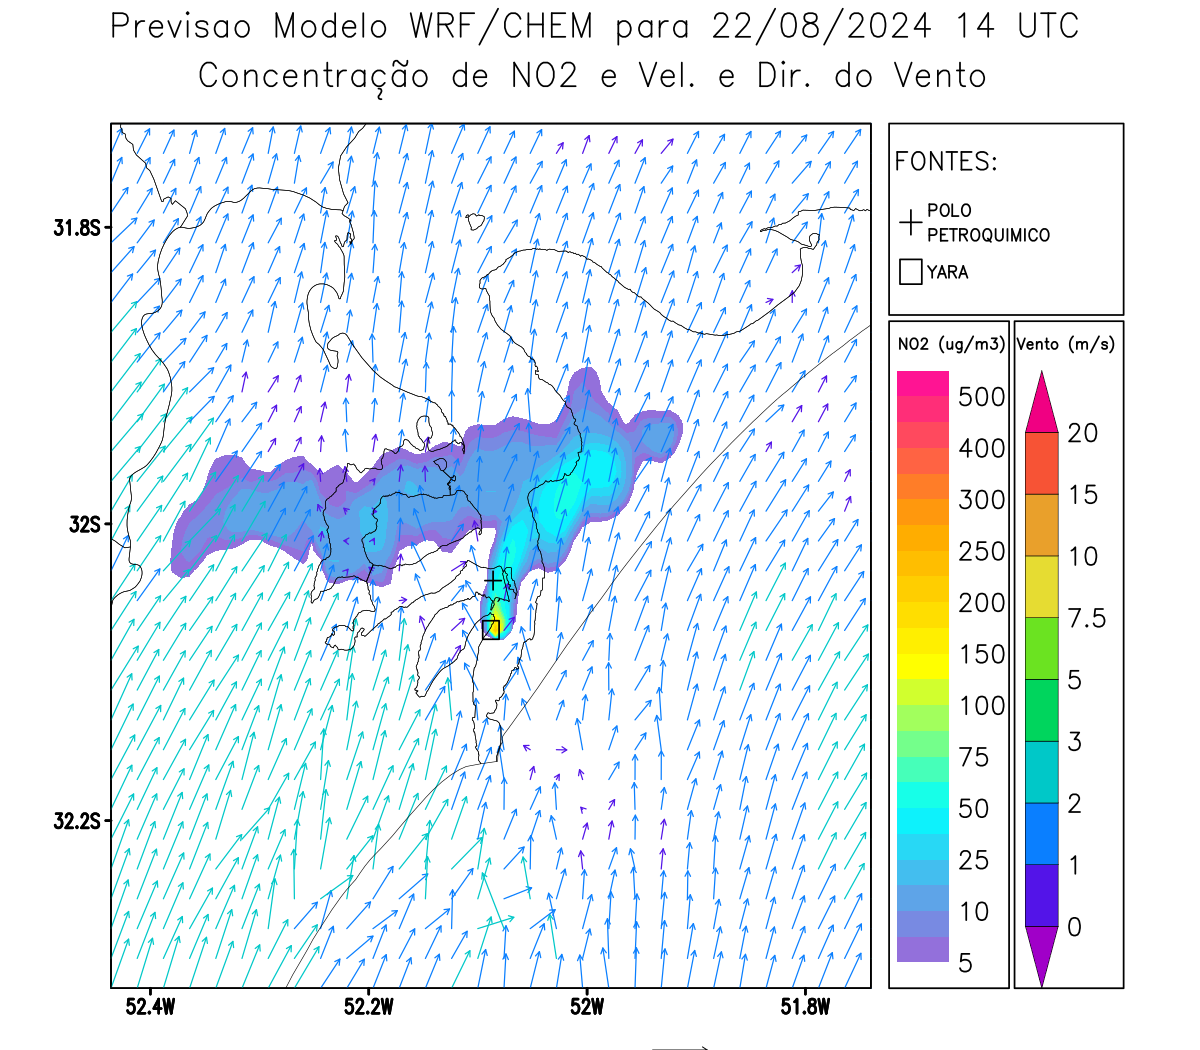 Previsao Modelo WRF/CHEM para 22/08/2024 14 UTC
Concentração de NO2 e Vel. e Dir. do Vento
FONTES:
POLO
PETROQUIMICO
YARA
NO2 (ug/m3)
500
400
300
250
200
150
100
75
50
25
10
5
Vento (m/s)
20
15
10
7.5
5
3
2
1
0
31.8S
32S
32.2S
52.4W
52.2W
52W
51.8W